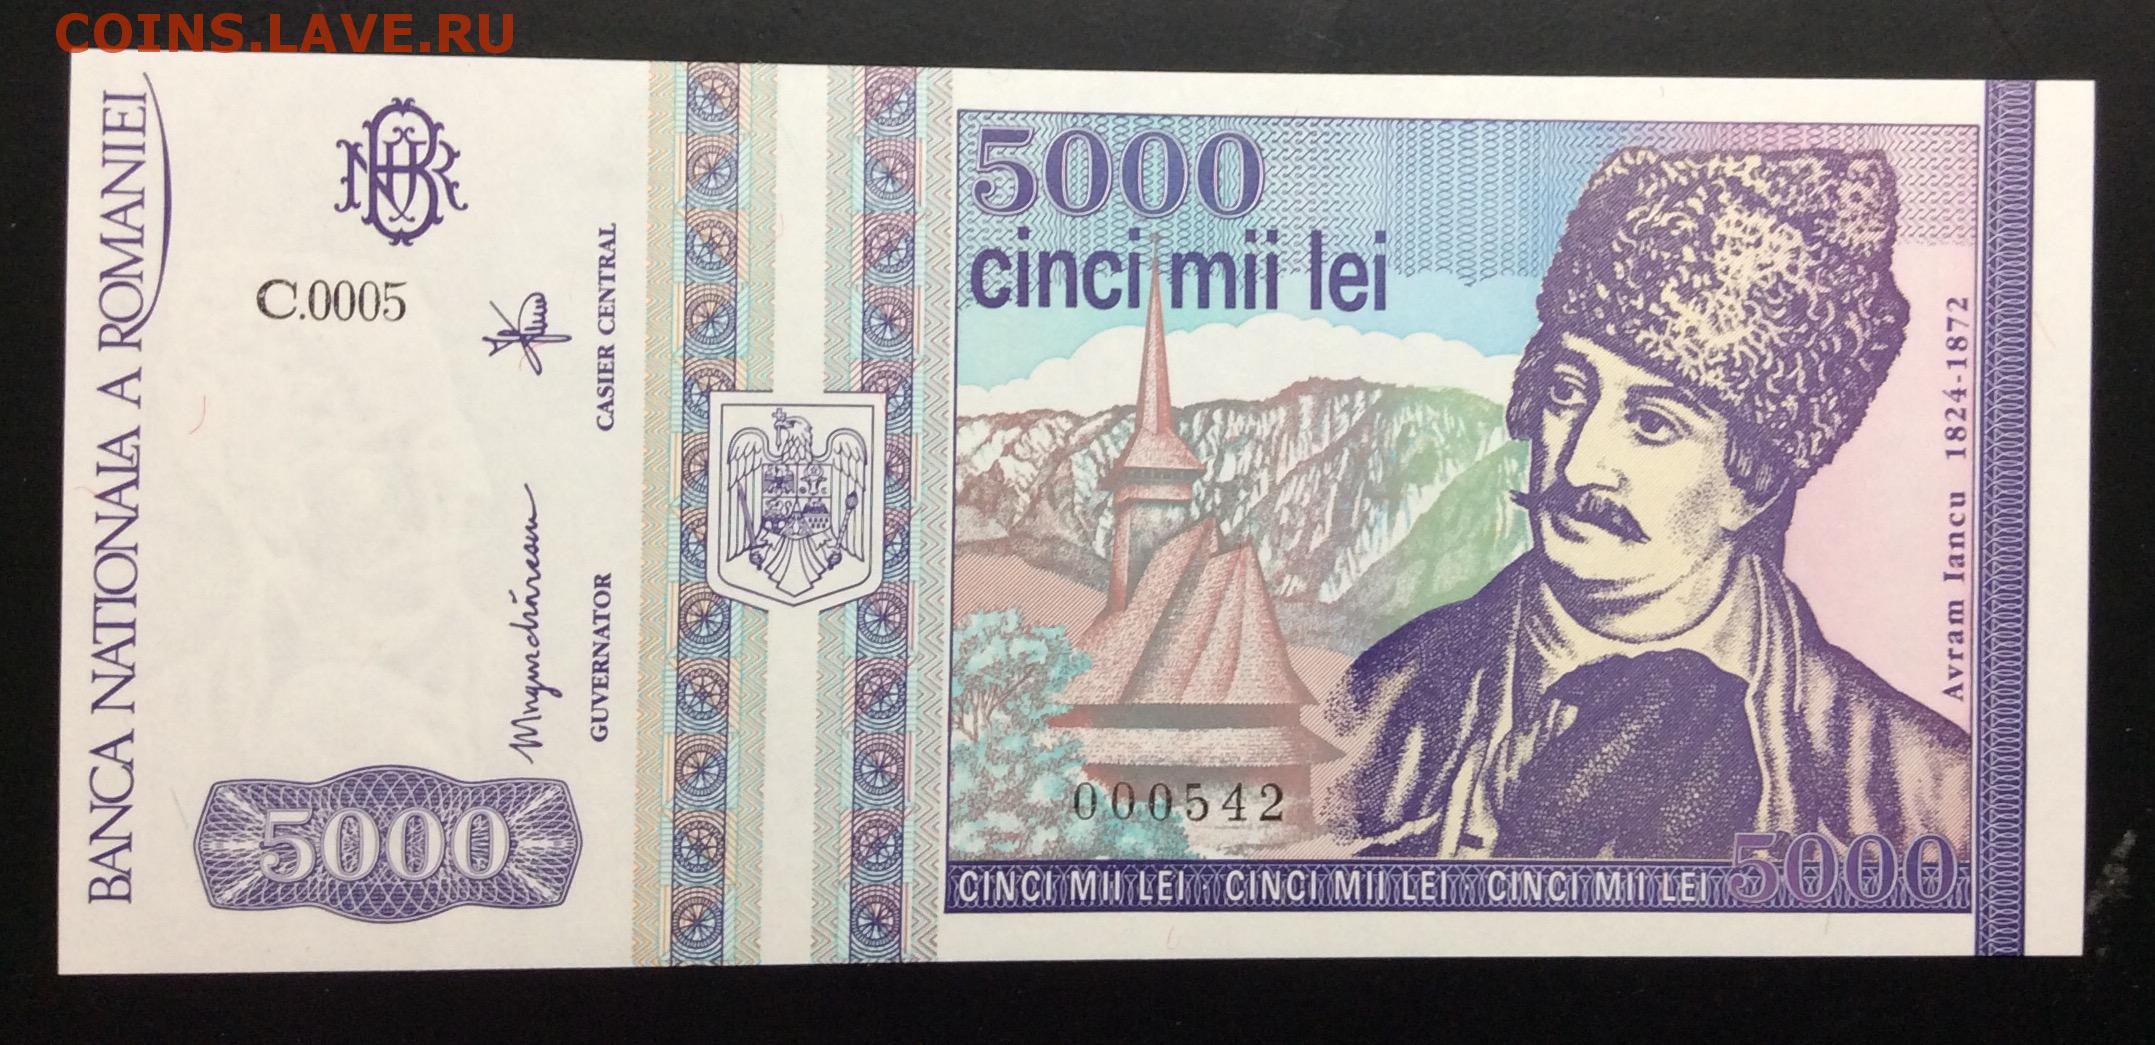 COINS.LAVE.RU
BANCA NATIONALA A ROMANIEI
C.0005
CASIER CENTRAL
GUVERNATOR
5000
5000
cinci mii lei
Avram Iancu 1824-1872
000542
CINCI MII LEI · CINCI MII LEI · CINCI MII LEI
5000